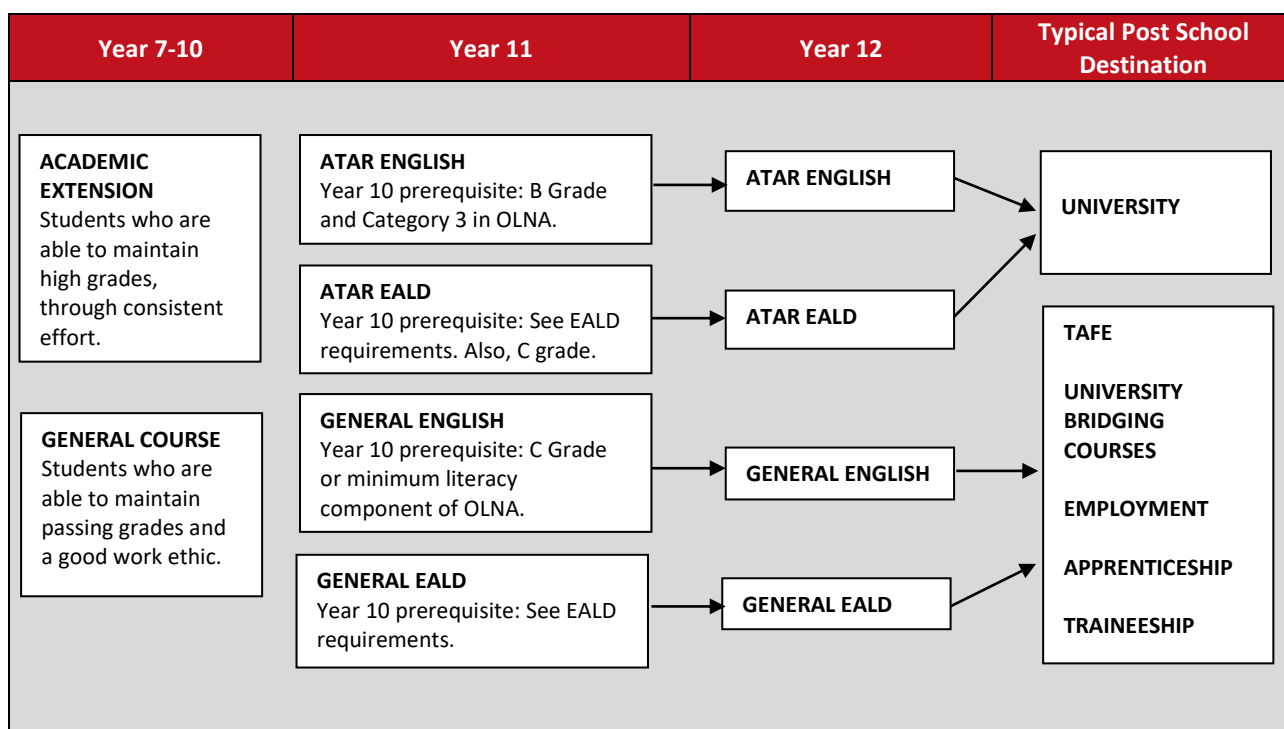 Year 7-10
Year 11
Year 12
Typical Post School
Destination
ACADEMIC
EXTENSION
Students who are
able to maintain
high grades,
through consistent
effort.
GENERAL COURSE
Students who are
able to maintain
passing grades and
a good work ethic.
ATAR ENGLISH
Year 10 prerequisite: B Grade
and Category 3 in OLNA.
ATAR EALD
Year 10 prerequisite: See EALD
requirements. Also, C grade.
GENERAL ENGLISH
Year 10 prerequisite: C Grade
or minimum literacy
component of OLNA.
GENERAL EALD
Year 10 prerequisite: See EALD
requirements.
ATAR ENGLISH
ATAR EALD
GENERAL ENGLISH
GENERAL EALD
UNIVERSITY
TAFE
UNIVERSITY
BRIDGING
COURSES
EMPLOYMENT
APPRENTICESHIP
TRAINEESHIP